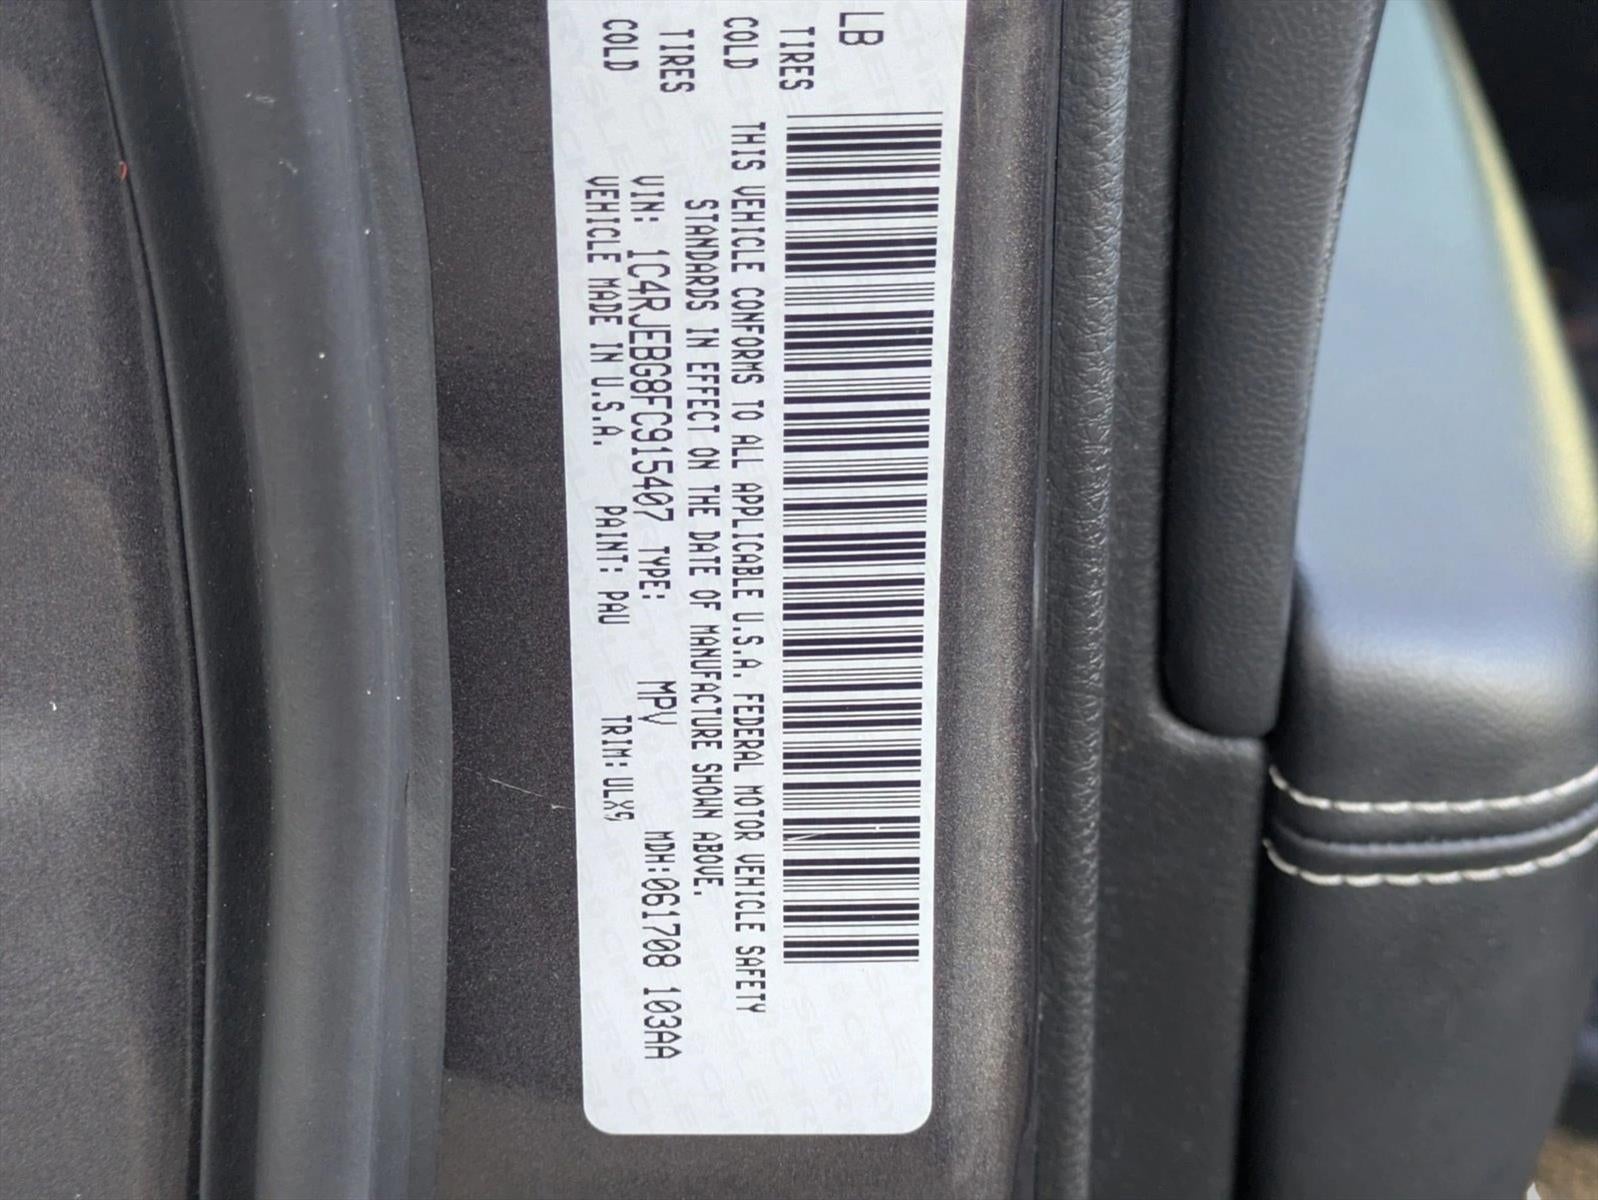 LB
TIRES
COLD
TIRES
COLD
THIS VEHICLE CONFORMS TO ALL APPLICABLE U.S.A. FEDERAL MOTOR VEHICLE SAFETY
STANDARDS IN EFFECT ON THE DATE OF MANUFACTURE SHOWN ABOVE.
VIN: 1C4RJEBG8FC915407 TYPE: MPV MDH:061708 103AA
VEHICLE MADE IN U.S.A. PAINT: PAU TRIM: ULX9